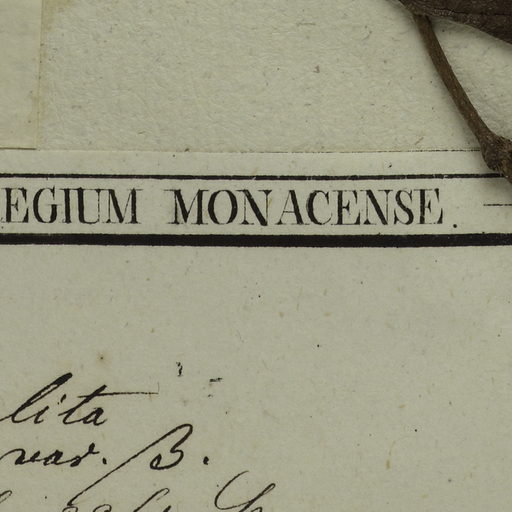 EGIUM MONACENSE.
lita
var. β.